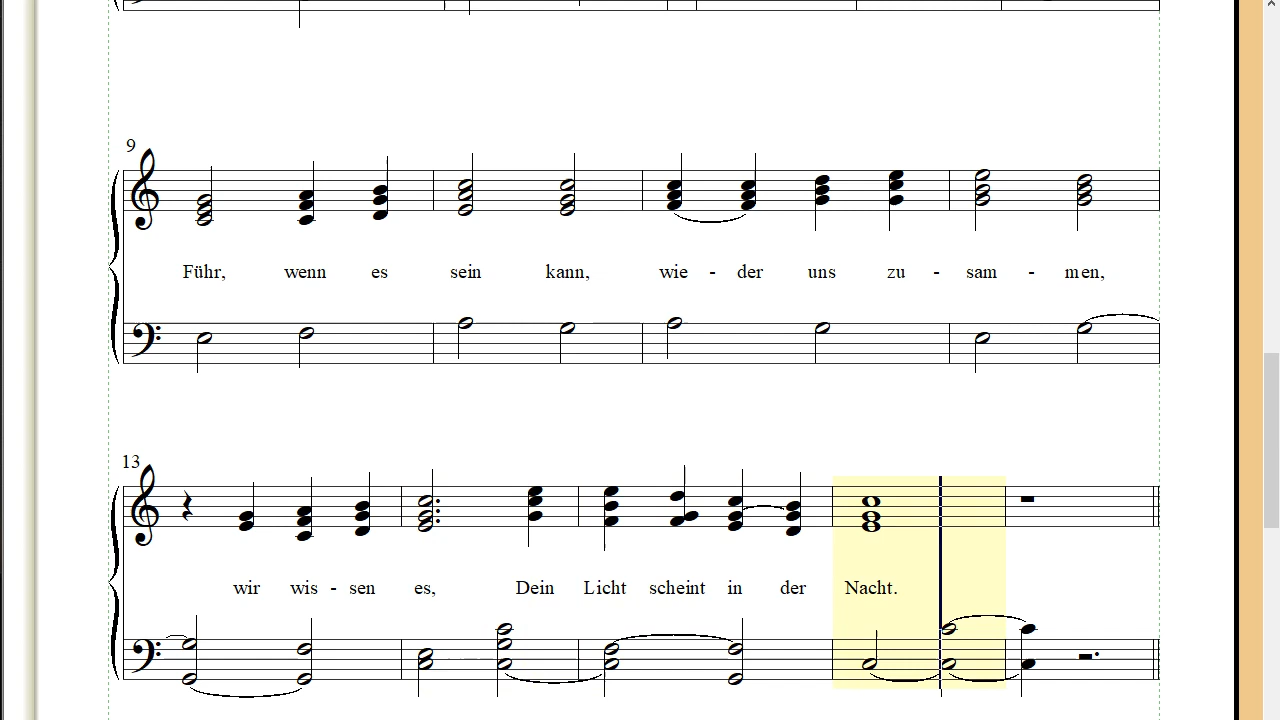 9
Führ, wenn es sein kann, wie - der uns zu - sam - men,
13
wir wis - sen es, Dein Licht scheint in der Nacht.